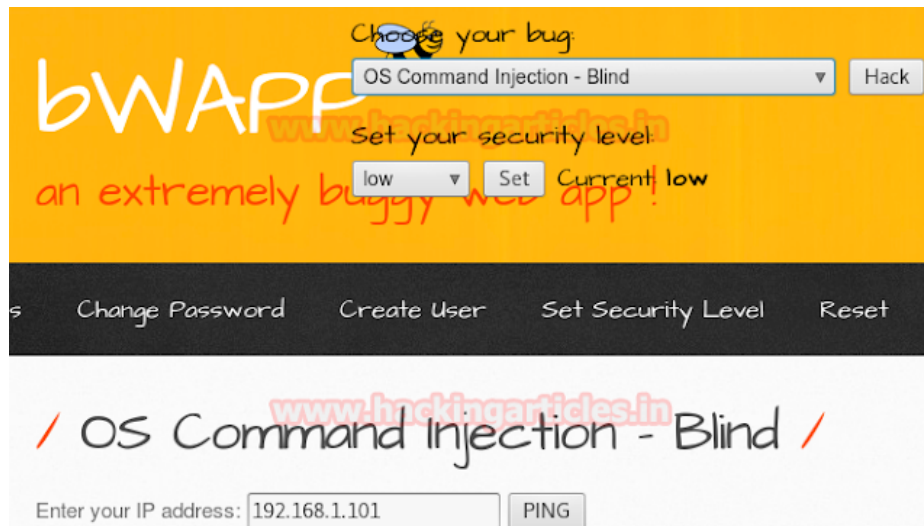 Choose your bug:
bWAPP
OS Command Injection - Blind
Hack
www.hackingarticles.in
Set your security level:
low
Set
Current: low
an extremely buggy web app !
s
Change Password
Create User
Set Security Level
Reset
www.hackingarticles.in
/ OS Command Injection - Blind /
Enter your IP address:
192.168.1.101
PING